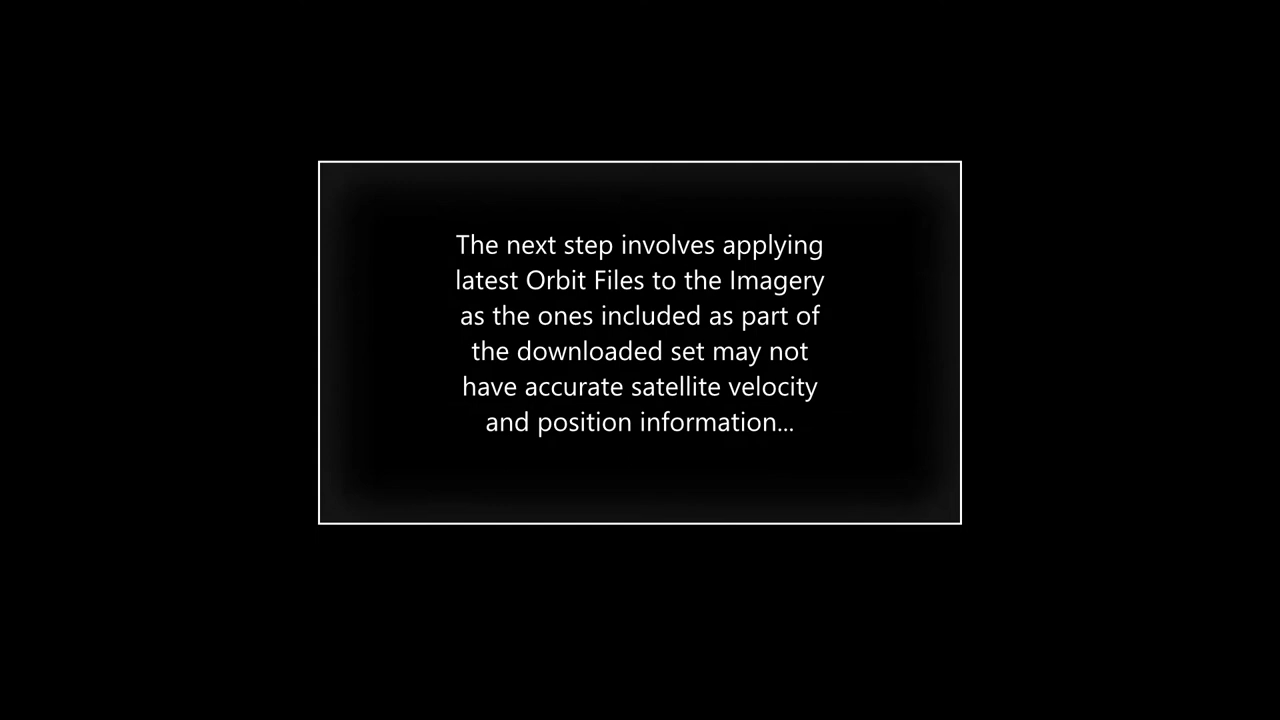 The next step involves applying
latest Orbit Files to the Imagery
as the ones included as part of
the downloaded set may not
have accurate satellite velocity
and position information...